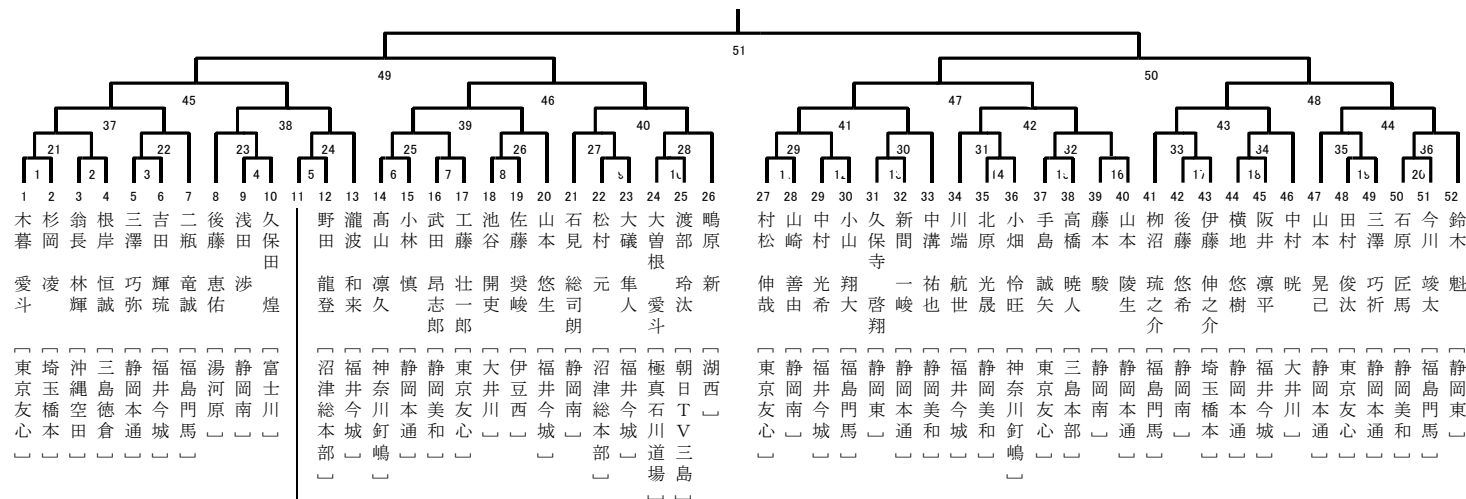 51
49
50
45
46
47
48
37
38
39
40
41
42
43
44
21
22
23
24
25
26
27
28
29
30
31
32
33
34
35
36
1
2
3
4
5
6
7
8
14
15
16
17
18
19
20
1 木暮 愛斗 [東京友心]
2 杉岡 凌 [埼玉橋本]
3 翁長 林輝 [沖縄空田]
4 根岸 恒誠 [三島徳倉]
5 三澤 巧弥 [静岡本通]
6 吉田 輝琉 [福井今城]
7 二瓶 竜誠 [福島門馬]
8 後藤 恵佑 [湯河原]
9 浅田 渉 [静岡南]
10 久保田 煌 [富士川]
11
12 野田 龍登 [沼津総本部]
13 瀧波 和来 [福井今城]
14 髙山 凛久 [神奈川釘嶋]
15 小林 慎 [静岡本通]
16 武田 昂志郎 [静岡美和]
17 工藤 壮一郎 [東京友心]
18 池谷 開吏 [大井川]
19 佐藤 奨峻 [伊豆西]
20 山本 悠生 [福井今城]
21 石見 総司朗 [静岡南]
22 松村 元 [沼津総本部]
23 大磯 隼人 [福井今城]
24 大曽根 愛斗 [極真石川道場]
25 渡部 玲汰 [朝日TV三島]
26 鴫原 新 [湖西]
27 村松 伸哉 [東京友心]
28 山崎 善由 [静岡南]
29 中村 光希 [福井今城]
30 小山 翔大 [福島門馬]
31 久保寺 啓翔 [静岡東]
32 新間 一峻 [静岡本通]
33 中溝 祐也 [静岡美和]
34 川端 航世 [福井今城]
35 北原 光晟 [静岡美和]
36 小畑 怜旺 [神奈川釘嶋]
37 手島 誠矢 [東京友心]
38 高橋 暁人 [三島本部]
39 藤本 駿 [静岡南]
40 山本 陵生 [静岡本通]
41 栁沼 琉之介 [福島門馬]
42 後藤 悠希 [静岡南]
43 伊藤 伸之介 [埼玉橋本]
44 横地 悠樹 [静岡本通]
45 阪井 凛平 [福井今城]
46 中村 晄 [大井川]
47 山本 晃己 [静岡本通]
48 田村 俊汰 [東京友心]
49 三澤 巧祈 [静岡本通]
50 石原 匠馬 [静岡美和]
51 今川 竣太 [福島門馬]
52 鈴木 魁 [静岡東]